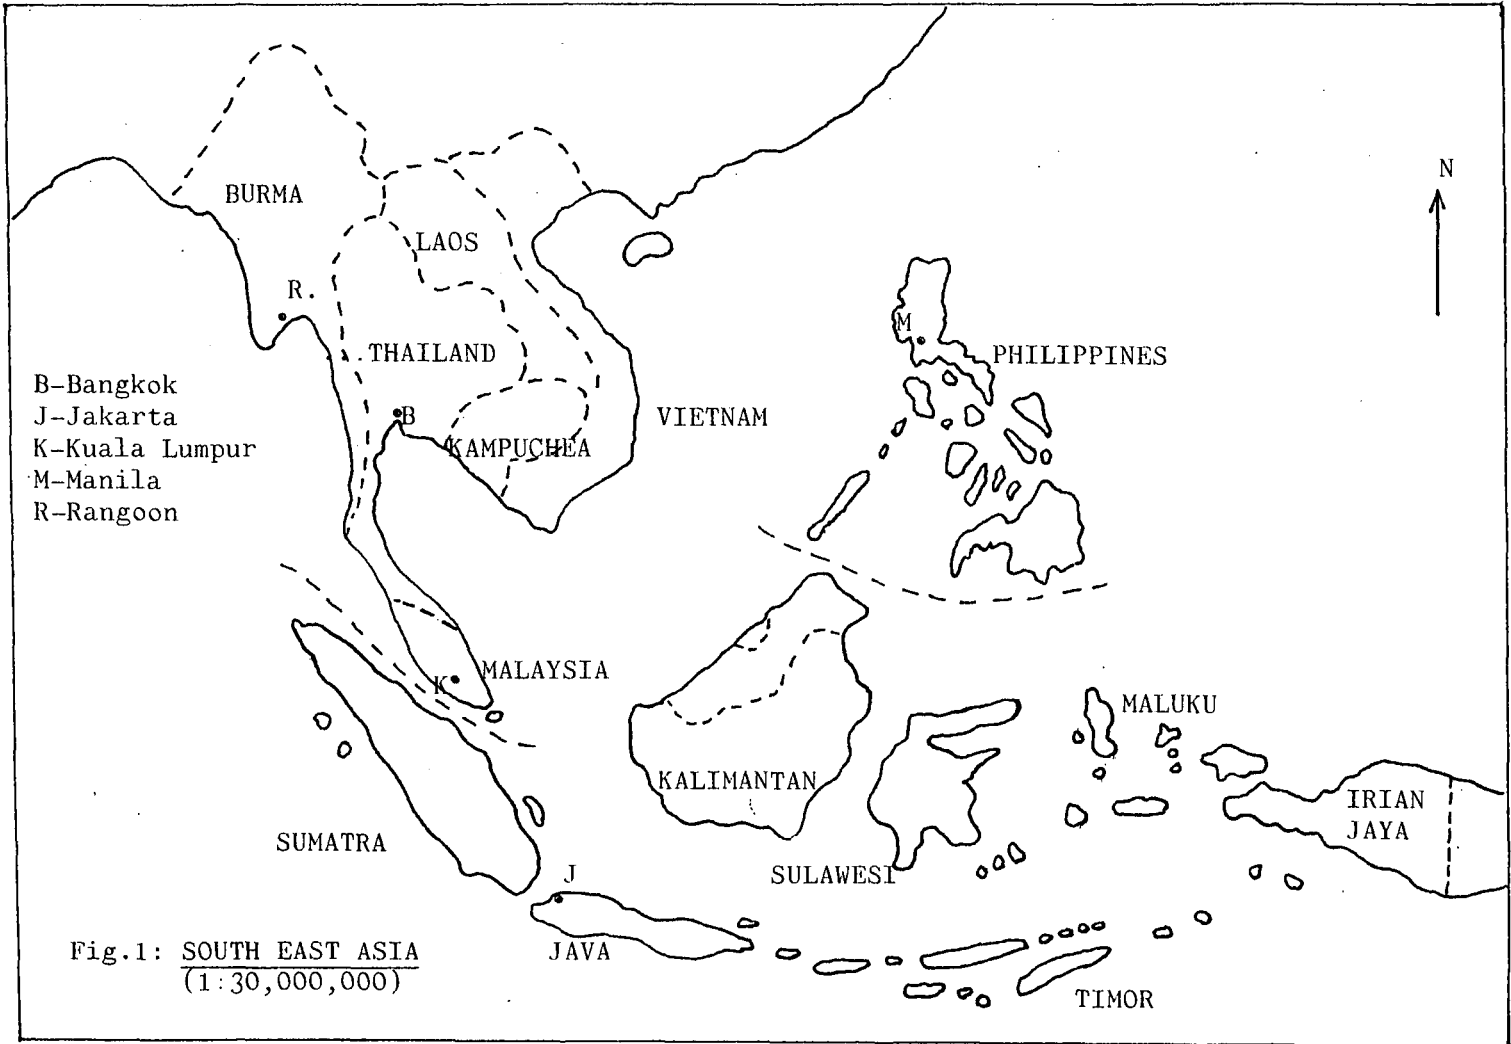 N
BURMA
LAOS
R.
M
THAILAND
PHILIPPINES
B-Bangkok
J-Jakarta
K-Kuala Lumpur
M-Manila
R-Rangoon
B
VIETNAM
KAMPUCHEA
K
MALAYSIA
MALUKU
KALIMANTAN
IRIAN
JAYA
SUMATRA
J
SULAWESI
JAVA
TIMOR
Fig.1: SOUTH EAST ASIA
(1:30,000,000)